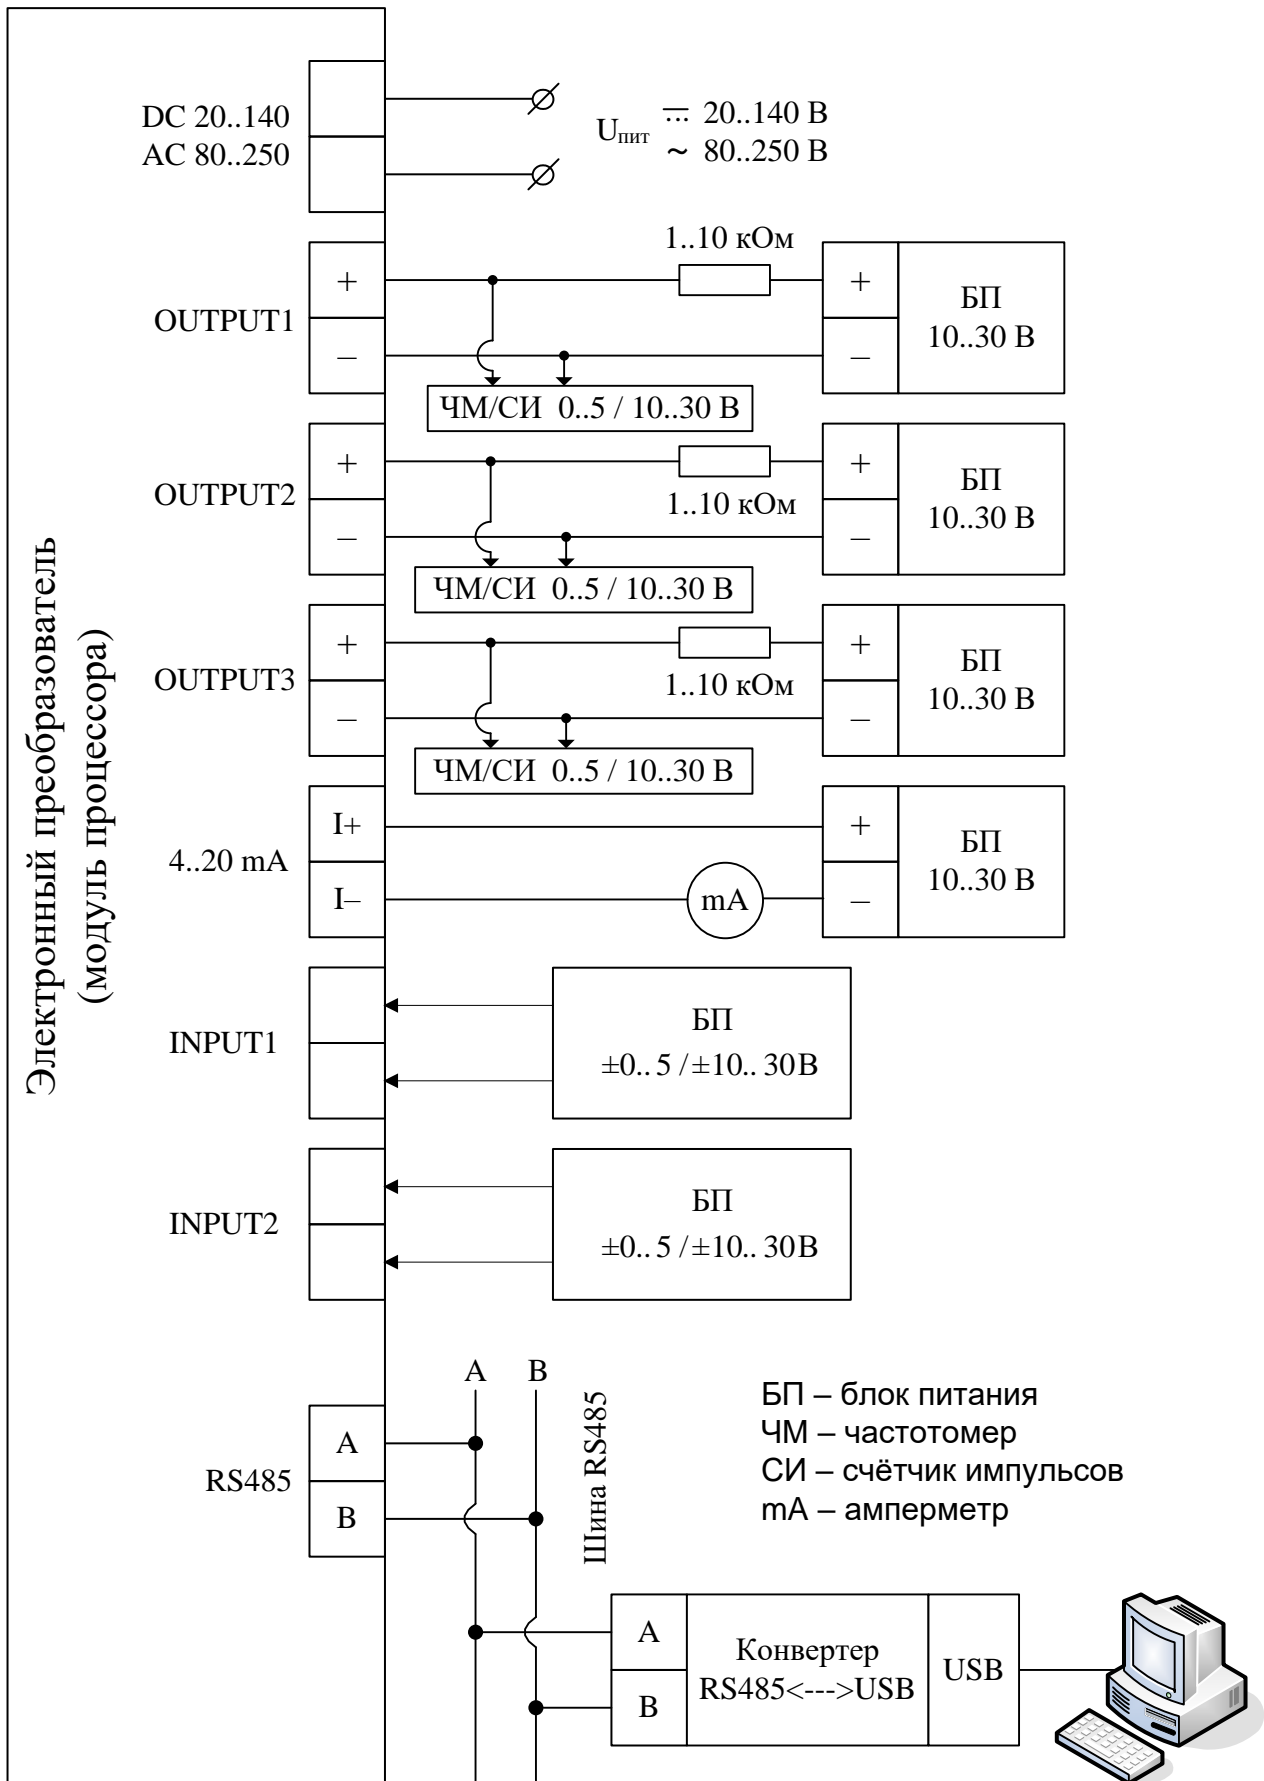 DC 20..140
AC 80..250
Uпит
⎓ 20..140 В
~ 80..250 В
OUTPUT1
+
–
1..10 кОм
+
–
БП
10..30 В
ЧМ/СИ 0..5 / 10..30 В
OUTPUT2
+
–
1..10 кОм
+
–
БП
10..30 В
ЧМ/СИ 0..5 / 10..30 В
OUTPUT3
+
–
1..10 кОм
+
–
БП
10..30 В
ЧМ/СИ 0..5 / 10..30 В
Электронный преобразователь
(модуль процессора)
4..20 mA
I+
I–
mA
+
–
БП
10..30 В
INPUT1
БП
±0.. 5 /±10.. 30В
INPUT2
БП
±0.. 5 /±10.. 30В
A B
Шина RS485
RS485
A
B
БП – блок питания
ЧМ – частотомер
СИ – счётчик импульсов
mA – амперметр
A
B
Конвертер
RS485<--->USB
USB